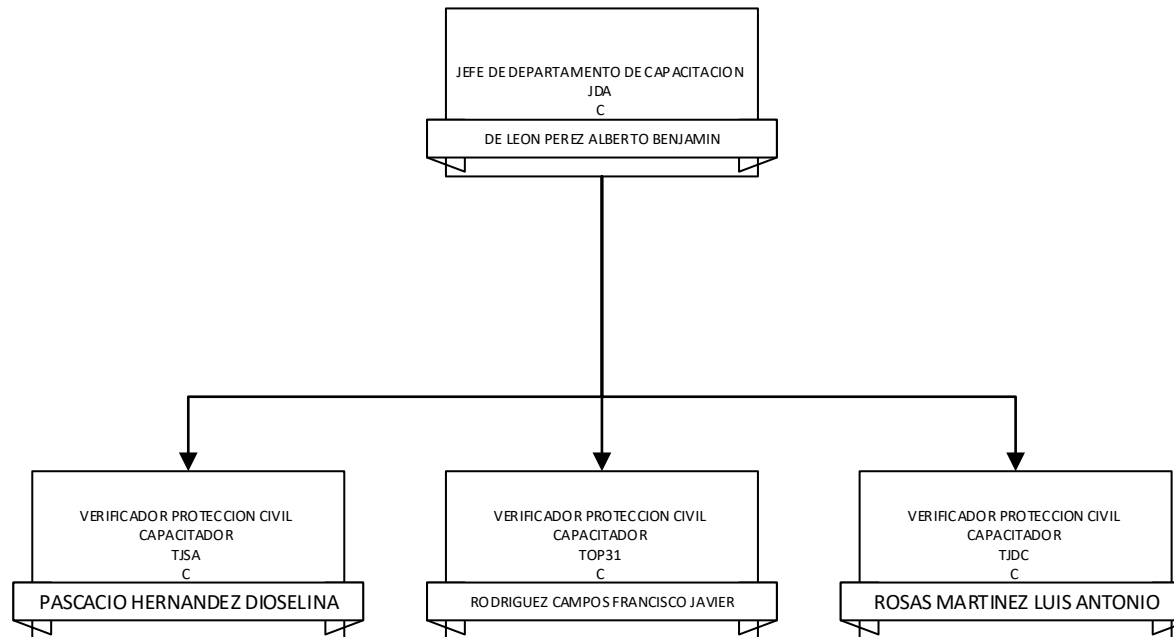 JEFE DE DEPARTAMENTO DE CAPACITACION
JDA
C
DE LEON PEREZ ALBERTO BENJAMIN
VERIFICADOR PROTECCION CIVIL
CAPACITADOR
TJSA
C
PASCACIO HERNANDEZ DIOSELINA
VERIFICADOR PROTECCION CIVIL
CAPACITADOR
TOP31
C
RODRIGUEZ CAMPOS FRANCISCO JAVIER
VERIFICADOR PROTECCION CIVIL
CAPACITADOR
TJDC
C
ROSAS MARTINEZ LUIS ANTONIO